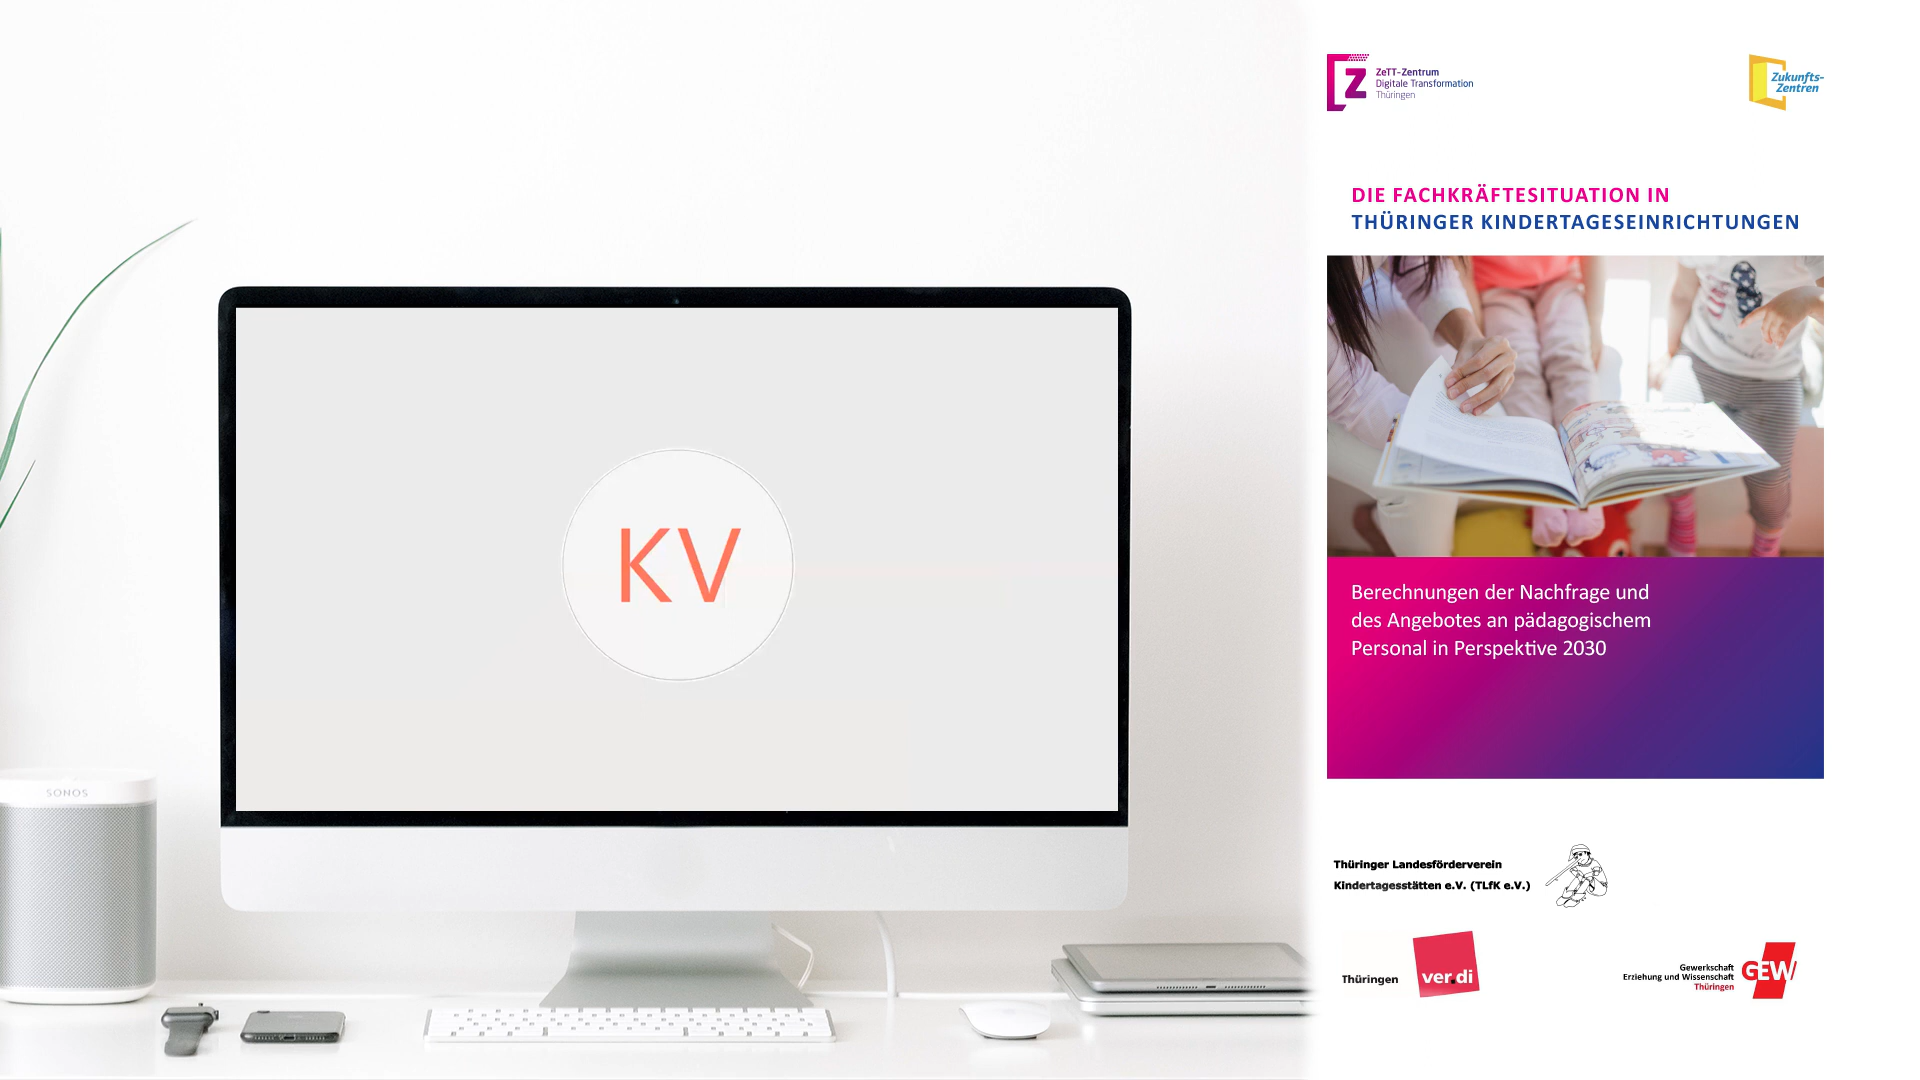 ZeTT-Zentrum
Digitale Transformation
Thüringen
Zukunfts-
Zentren
DIE FACHKRÄFTESITUATION IN
THÜRINGER KINDERTAGESEINRICHTUNGEN
KV
Berechnungen der Nachfrage und
des Angebotes an pädagogischem
Personal in Perspektive 2030
SONOS
Thüringer Landesförderverein
Kindertagesstätten e.V. (TLfK e.V.)
Thüringen
ver.di
Gewerkschaft
Erziehung und Wissenschaft
Thüringen
GEW